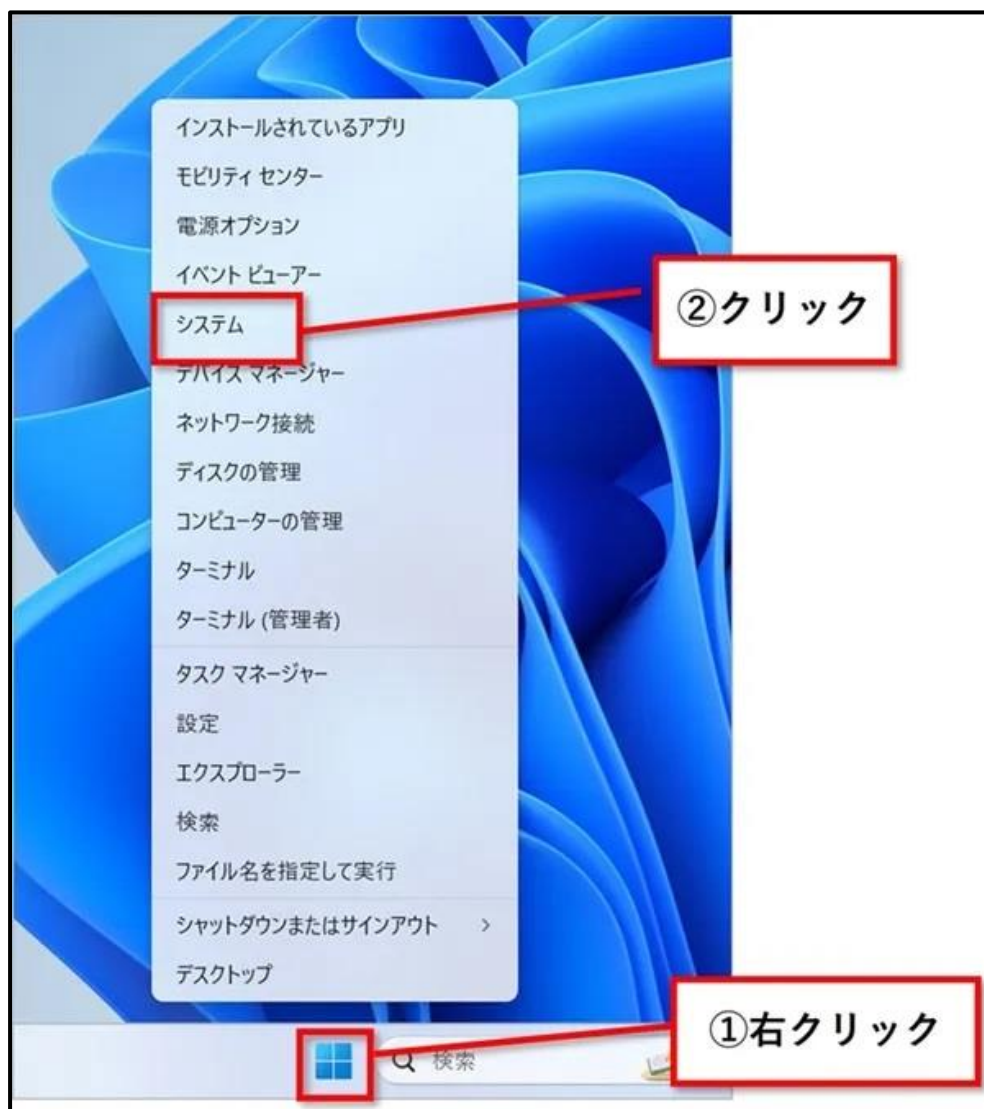 インストールされているアプリ
モビリティ センター
電源オプション
イベント ビューアー
システム
②クリック
デバイス マネージャー
ネットワーク接続
ディスクの管理
コンピューターの管理
ターミナル
ターミナル (管理者)
タスク マネージャー
設定
エクスプローラー
検索
ファイル名を指定して実行
シャットダウンまたはサインアウト
デスクトップ
①右クリック
検索